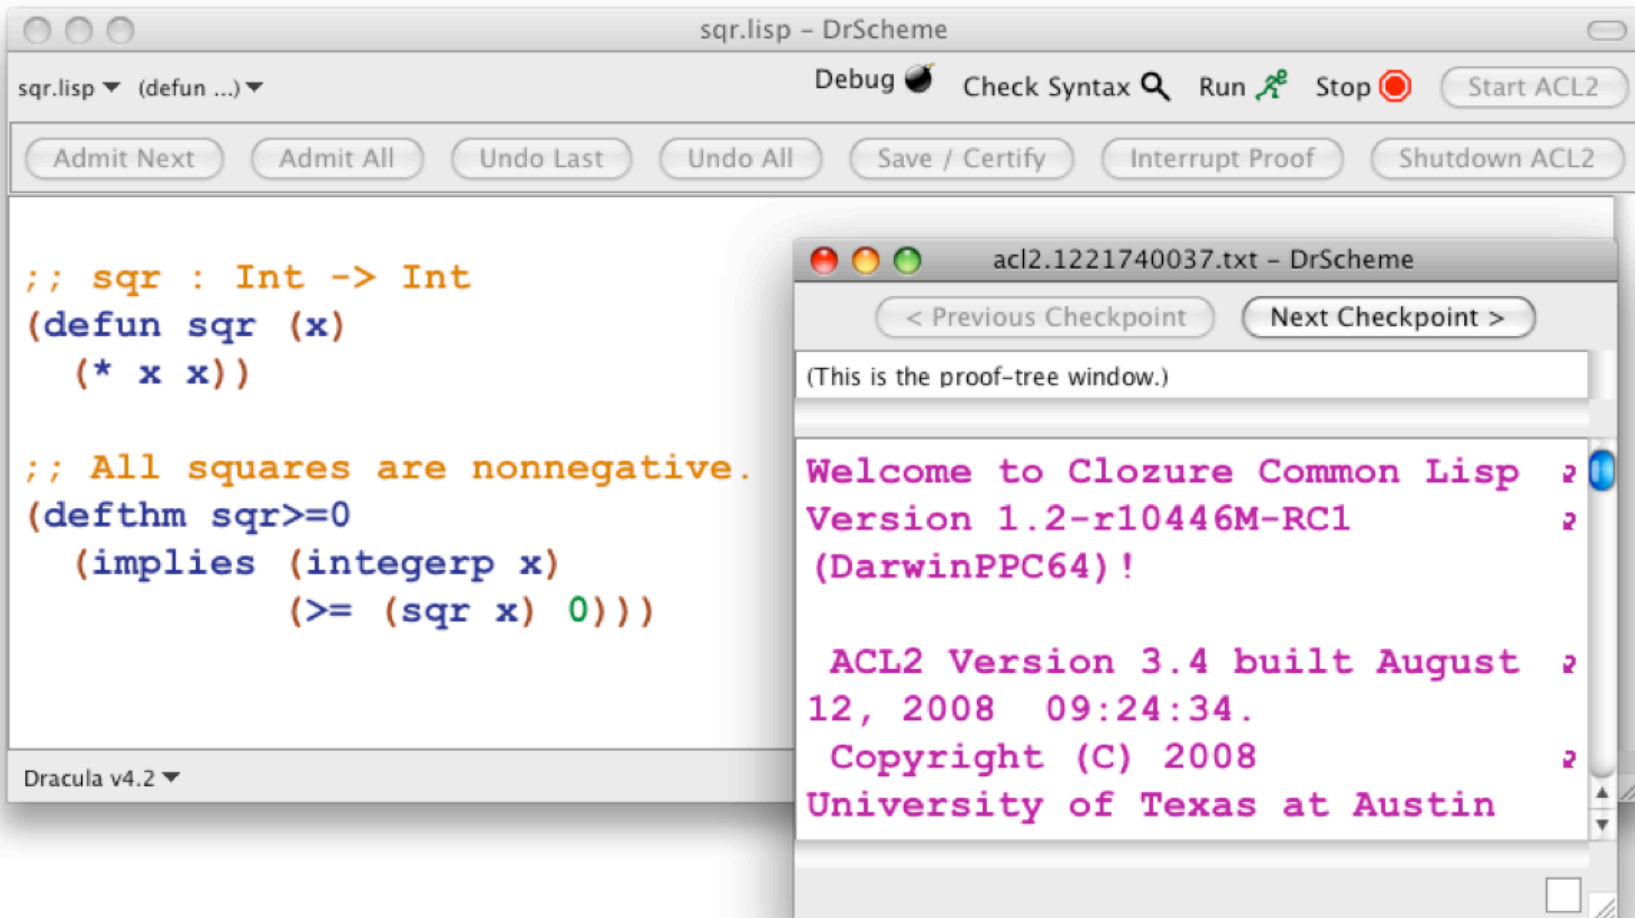 sqr.lisp – DrScheme
sqr.lisp (defun ...) Debug Check Syntax Run Stop Start ACL2
Admit Next Admit All Undo Last Undo All Save / Certify Interrupt Proof Shutdown ACL2
;; sqr : Int -> Int
(defun sqr (x)
(* x x))
;; All squares are nonnegative.
(defthm sqr>=0
(implies (integerp x)
(>= (sqr x) 0)))
Dracula v4.2
acl2.1221740037.txt – DrScheme
< Previous Checkpoint Next Checkpoint >
(This is the proof-tree window.)
Welcome to Clozure Common Lisp
Version 1.2-r10446M-RC1
(DarwinPPC64)!
ACL2 Version 3.4 built August
12, 2008 09:24:34.
Copyright (C) 2008
University of Texas at Austin